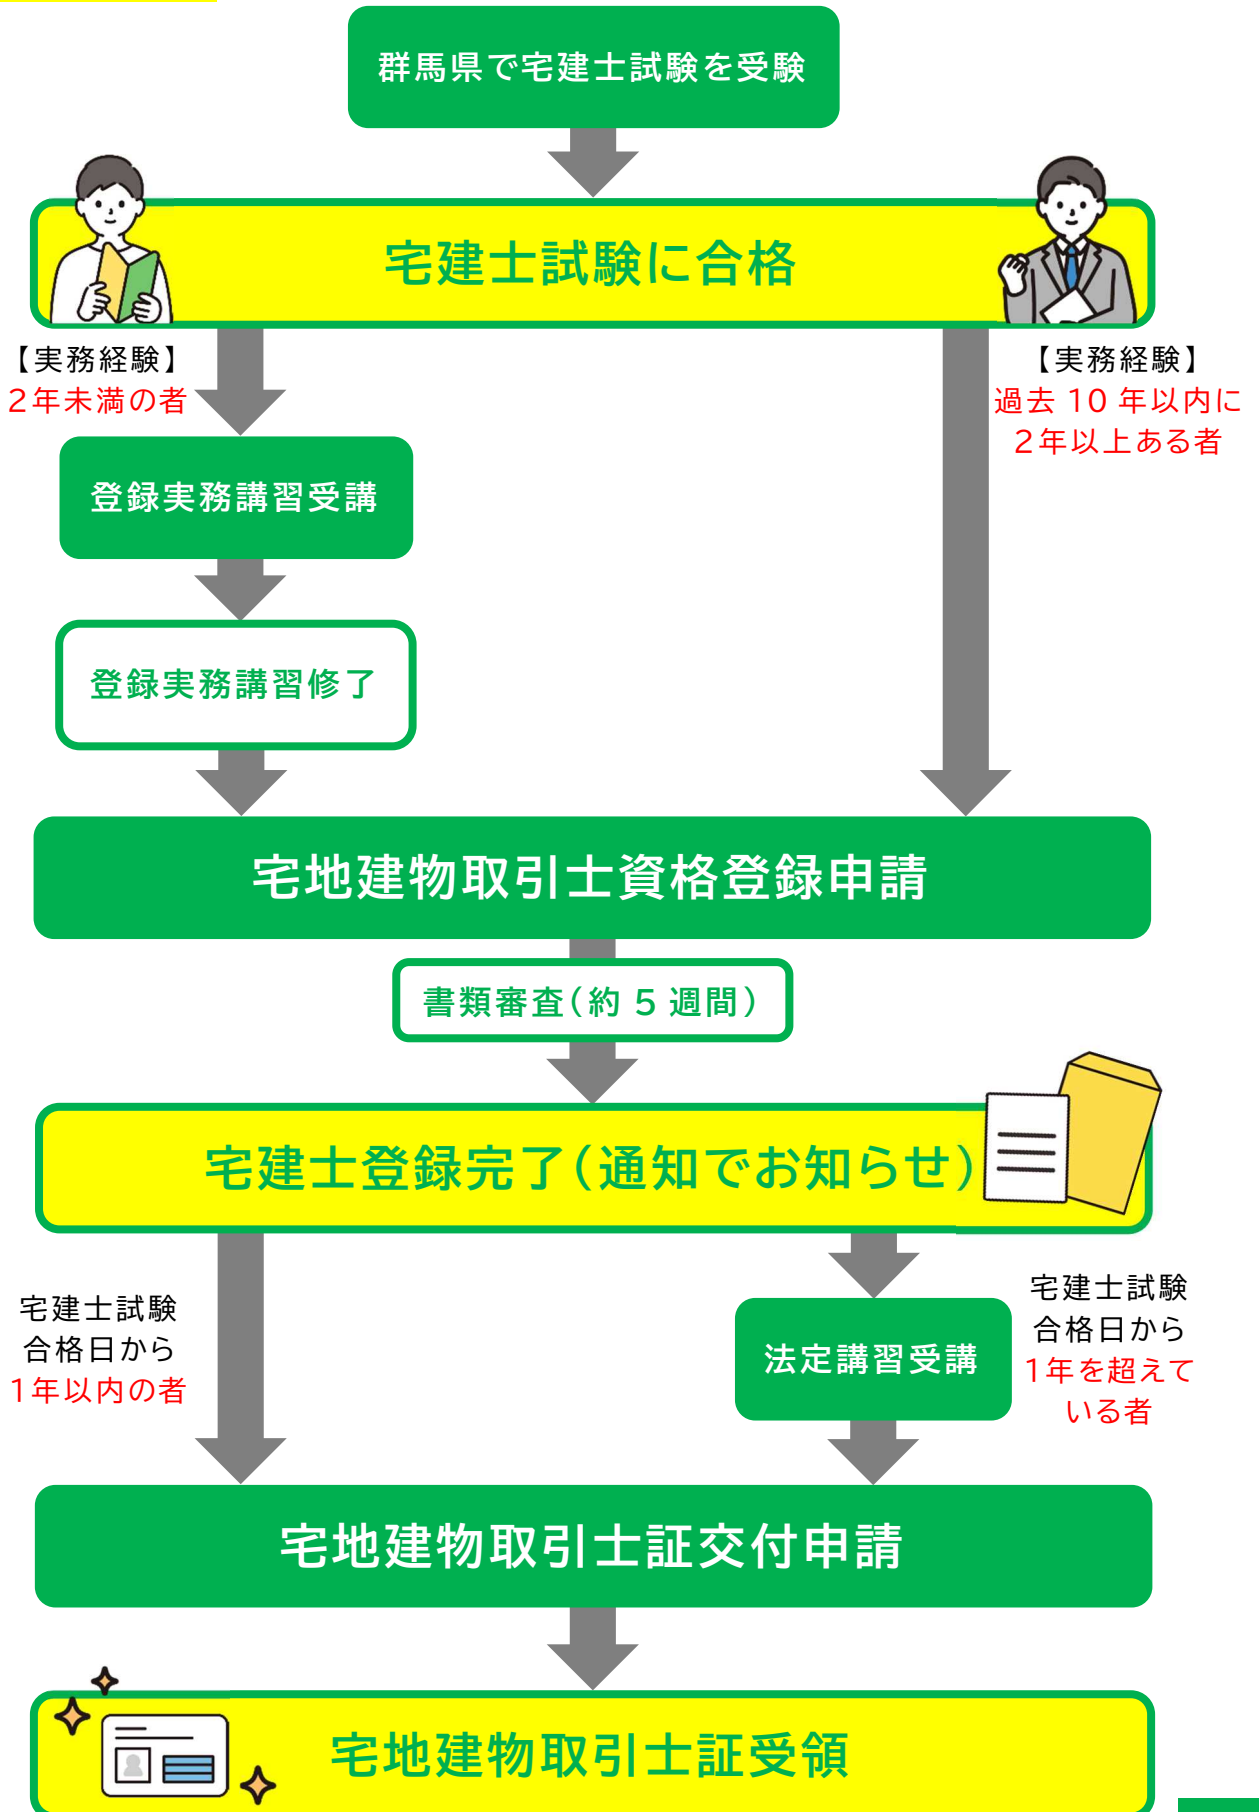 群馬県で宅建士試験を受験
宅建士試験に合格
【実務経験】
2年未満の者
【実務経験】
過去 10 年以内に
2年以上ある者
登録実務講習受講
登録実務講習修了
宅地建物取引士資格登録申請
書類審査(約 5 週間)
宅建士登録完了(通知でお知らせ)
宅建士試験
合格日から
1年以内の者
法定講習受講
宅建士試験
合格日から
1年を超えて
いる者
宅地建物取引士証交付申請
宅地建物取引士証受領